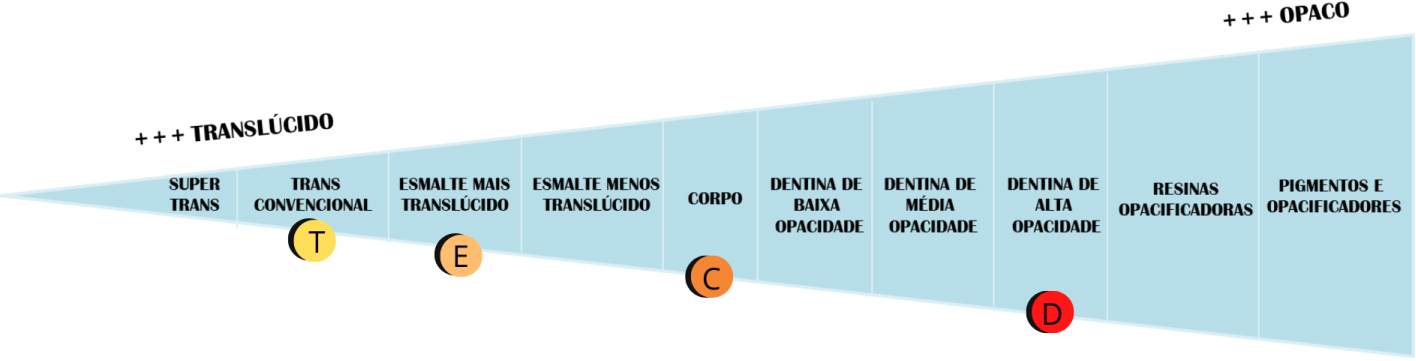 + + + OPACO
+ + + TRANSLÚCIDO
SUPER
TRANS
TRANS
CONVENCIONAL
ESMALTE MAIS
TRANSLÚCIDO
ESMALTE MENOS
TRANSLÚCIDO
CORPO
DENTINA DE
BAIXA
OPACIDADE
DENTINA DE
MÉDIA
OPACIDADE
DENTINA DE
ALTA
OPACIDADE
RESINAS
OPACIFICADORAS
PIGMENTOS E
OPACIFICADORES
T
E
C
D